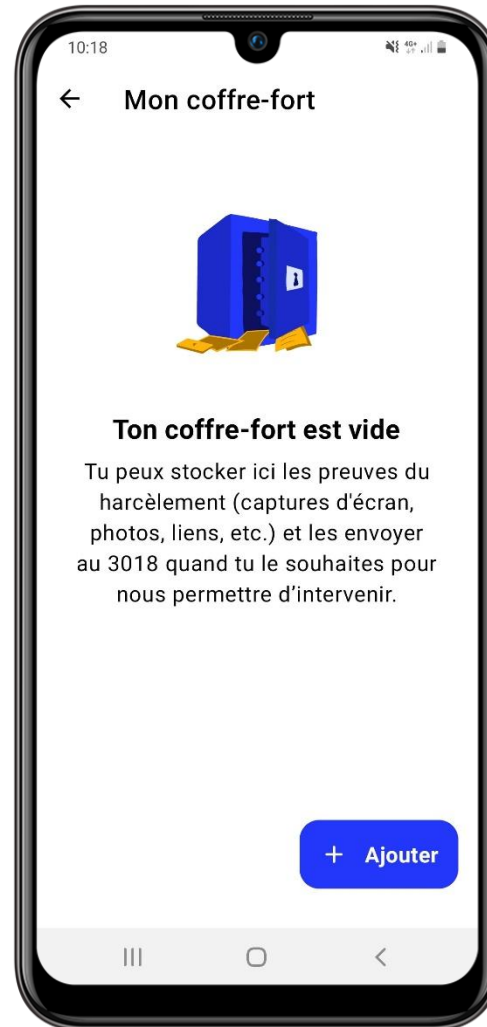 10:18
4G+
Mon coffre-fort
Ton coffre-fort est vide
Tu peux stocker ici les preuves du
harcèlement (captures d'écran,
photos, liens, etc.) et les envoyer
au 3018 quand tu le souhaites pour
nous permettre d’intervenir.
+ Ajouter